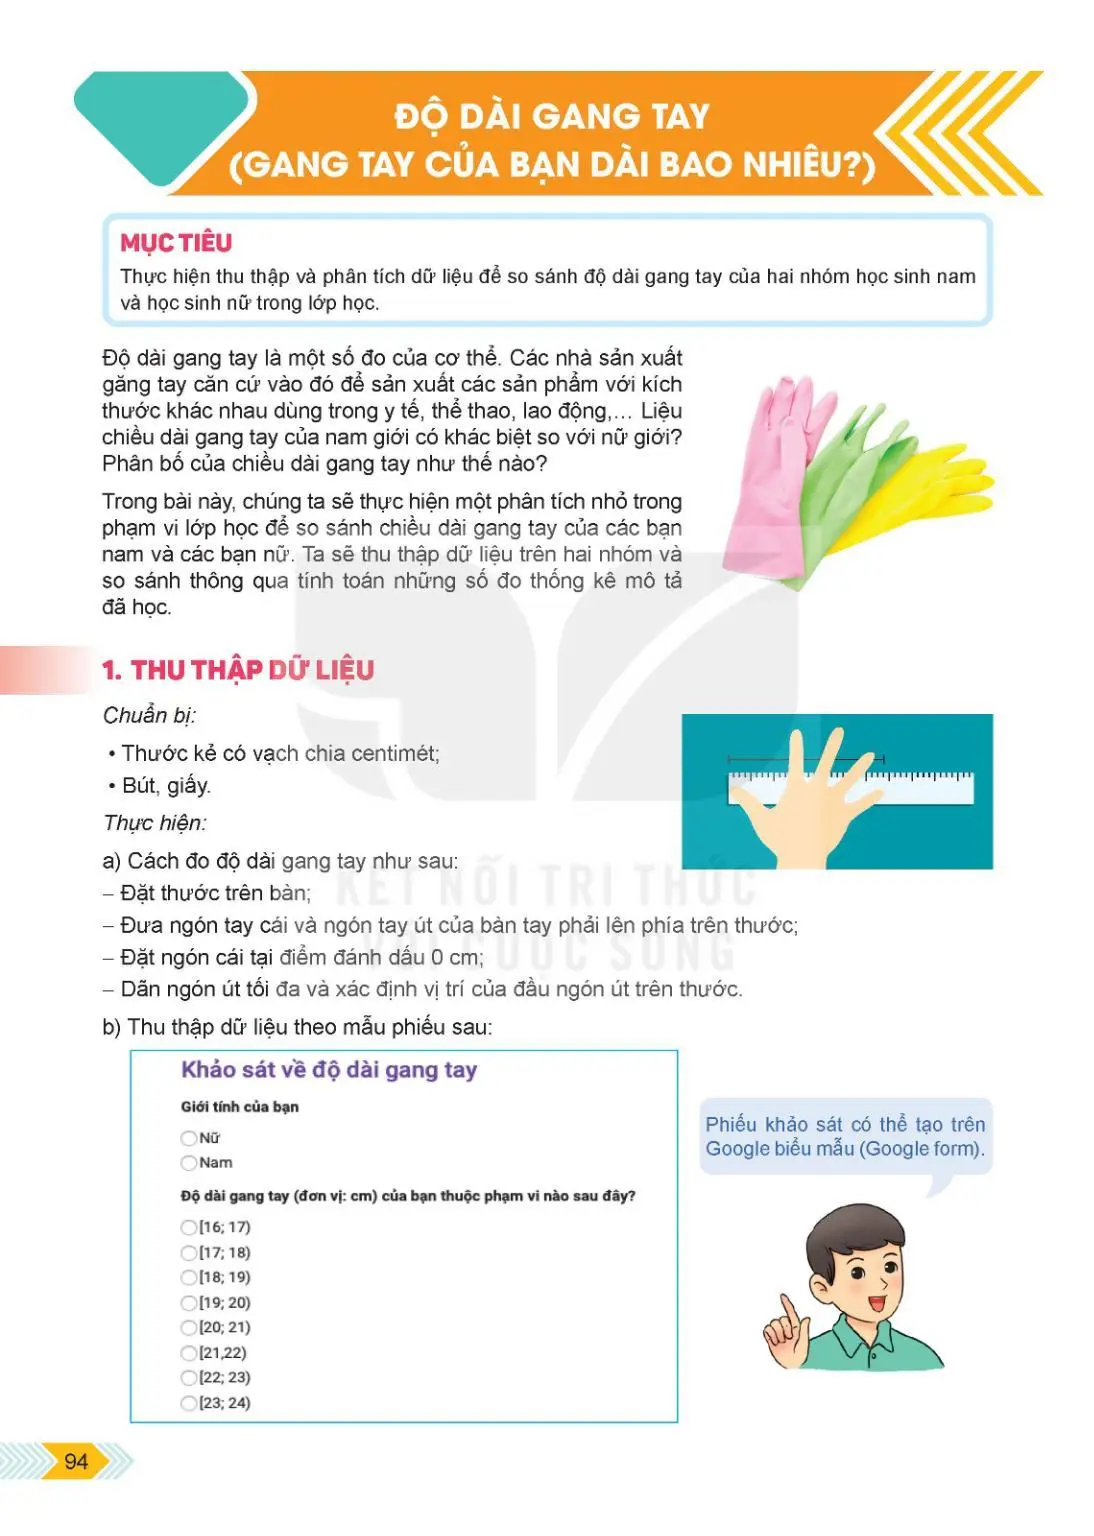 ĐỘ DÀI GANG TAY
(GANG TAY CỦA BẠN DÀI BAO NHIÊU?)
MỤC TIÊU
Thực hiện thu thập và phân tích dữ liệu để so sánh độ dài gang tay của hai nhóm học sinh nam
và học sinh nữ trong lớp học.
Độ dài gang tay là một số đo của cơ thể. Các nhà sản xuất
găng tay căn cứ vào đó để sản xuất các sản phẩm với kích
thước khác nhau dùng trong y tế, thể thao, lao động,... Liệu
chiều dài gang tay của nam giới có khác biệt so với nữ giới?
Phân bố của chiều dài gang tay như thế nào?
Trong bài này, chúng ta sẽ thực hiện một phân tích nhỏ trong
phạm vi lớp học để so sánh chiều dài gang tay của các bạn
nam và các bạn nữ. Ta sẽ thu thập dữ liệu trên hai nhóm và
so sánh thông qua tính toán những số đo thống kê mô tả
đã học.
1. THU THẬP DỮ LIỆU
Chuẩn bị:
• Thước kẻ có vạch chia centimét;
• Bút, giấy.
Thực hiện:
a) Cách đo độ dài gang tay như sau:
– Đặt thước trên bàn;
– Đưa ngón tay cái và ngón tay út của bàn tay phải lên phía trên thước;
– Đặt ngón cái tại điểm đánh dấu 0 cm;
– Dãn ngón út tối đa và xác định vị trí của đầu ngón út trên thước.
KẾT NỐI TRI THỨC
VỚI CUỘC SỐNG
b) Thu thập dữ liệu theo mẫu phiếu sau:
Khảo sát về độ dài gang tay
Giới tính của bạn
Nữ
Nam
Độ dài gang tay (đơn vị: cm) của bạn thuộc phạm vi nào sau đây?
[16; 17)
[17; 18)
[18; 19)
[19; 20)
[20; 21)
[21,22)
[22; 23)
[23; 24)
Phiếu khảo sát có thể tạo trên
Google biểu mẫu (Google form).
94